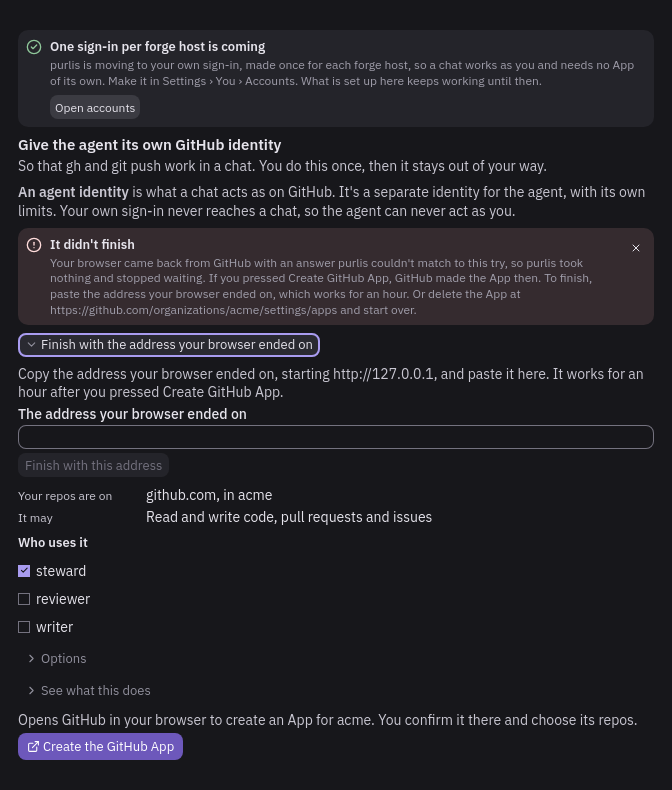 One sign-in per forge host is coming
purlis is moving to your own sign-in, made once for each forge host, so a chat works as you and needs no App
of its own. Make it in Settings › You › Accounts. What is set up here keeps working until then.
Open accounts
Give the agent its own GitHub identity
So that gh and git push work in a chat. You do this once, then it stays out of your way.
An agent identity is what a chat acts as on GitHub. It's a separate identity for the agent, with its own
limits. Your own sign-in never reaches a chat, so the agent can never act as you.
It didn't finish
Your browser came back from GitHub with an answer purlis couldn't match to this try, so purlis took
nothing and stopped waiting. If you pressed Create GitHub App, GitHub made the App then. To finish,
paste the address your browser ended on, which works for an hour. Or delete the App at
https://github.com/organizations/acme/settings/apps and start over.
Finish with the address your browser ended on
Copy the address your browser ended on, starting http://127.0.0.1, and paste it here. It works for an
hour after you pressed Create GitHub App.
The address your browser ended on
Finish with this address
Your repos are on github.com, in acme
It may Read and write code, pull requests and issues
Who uses it
steward
reviewer
writer
Options
See what this does
Opens GitHub in your browser to create an App for acme. You confirm it there and choose its repos.
Create the GitHub App